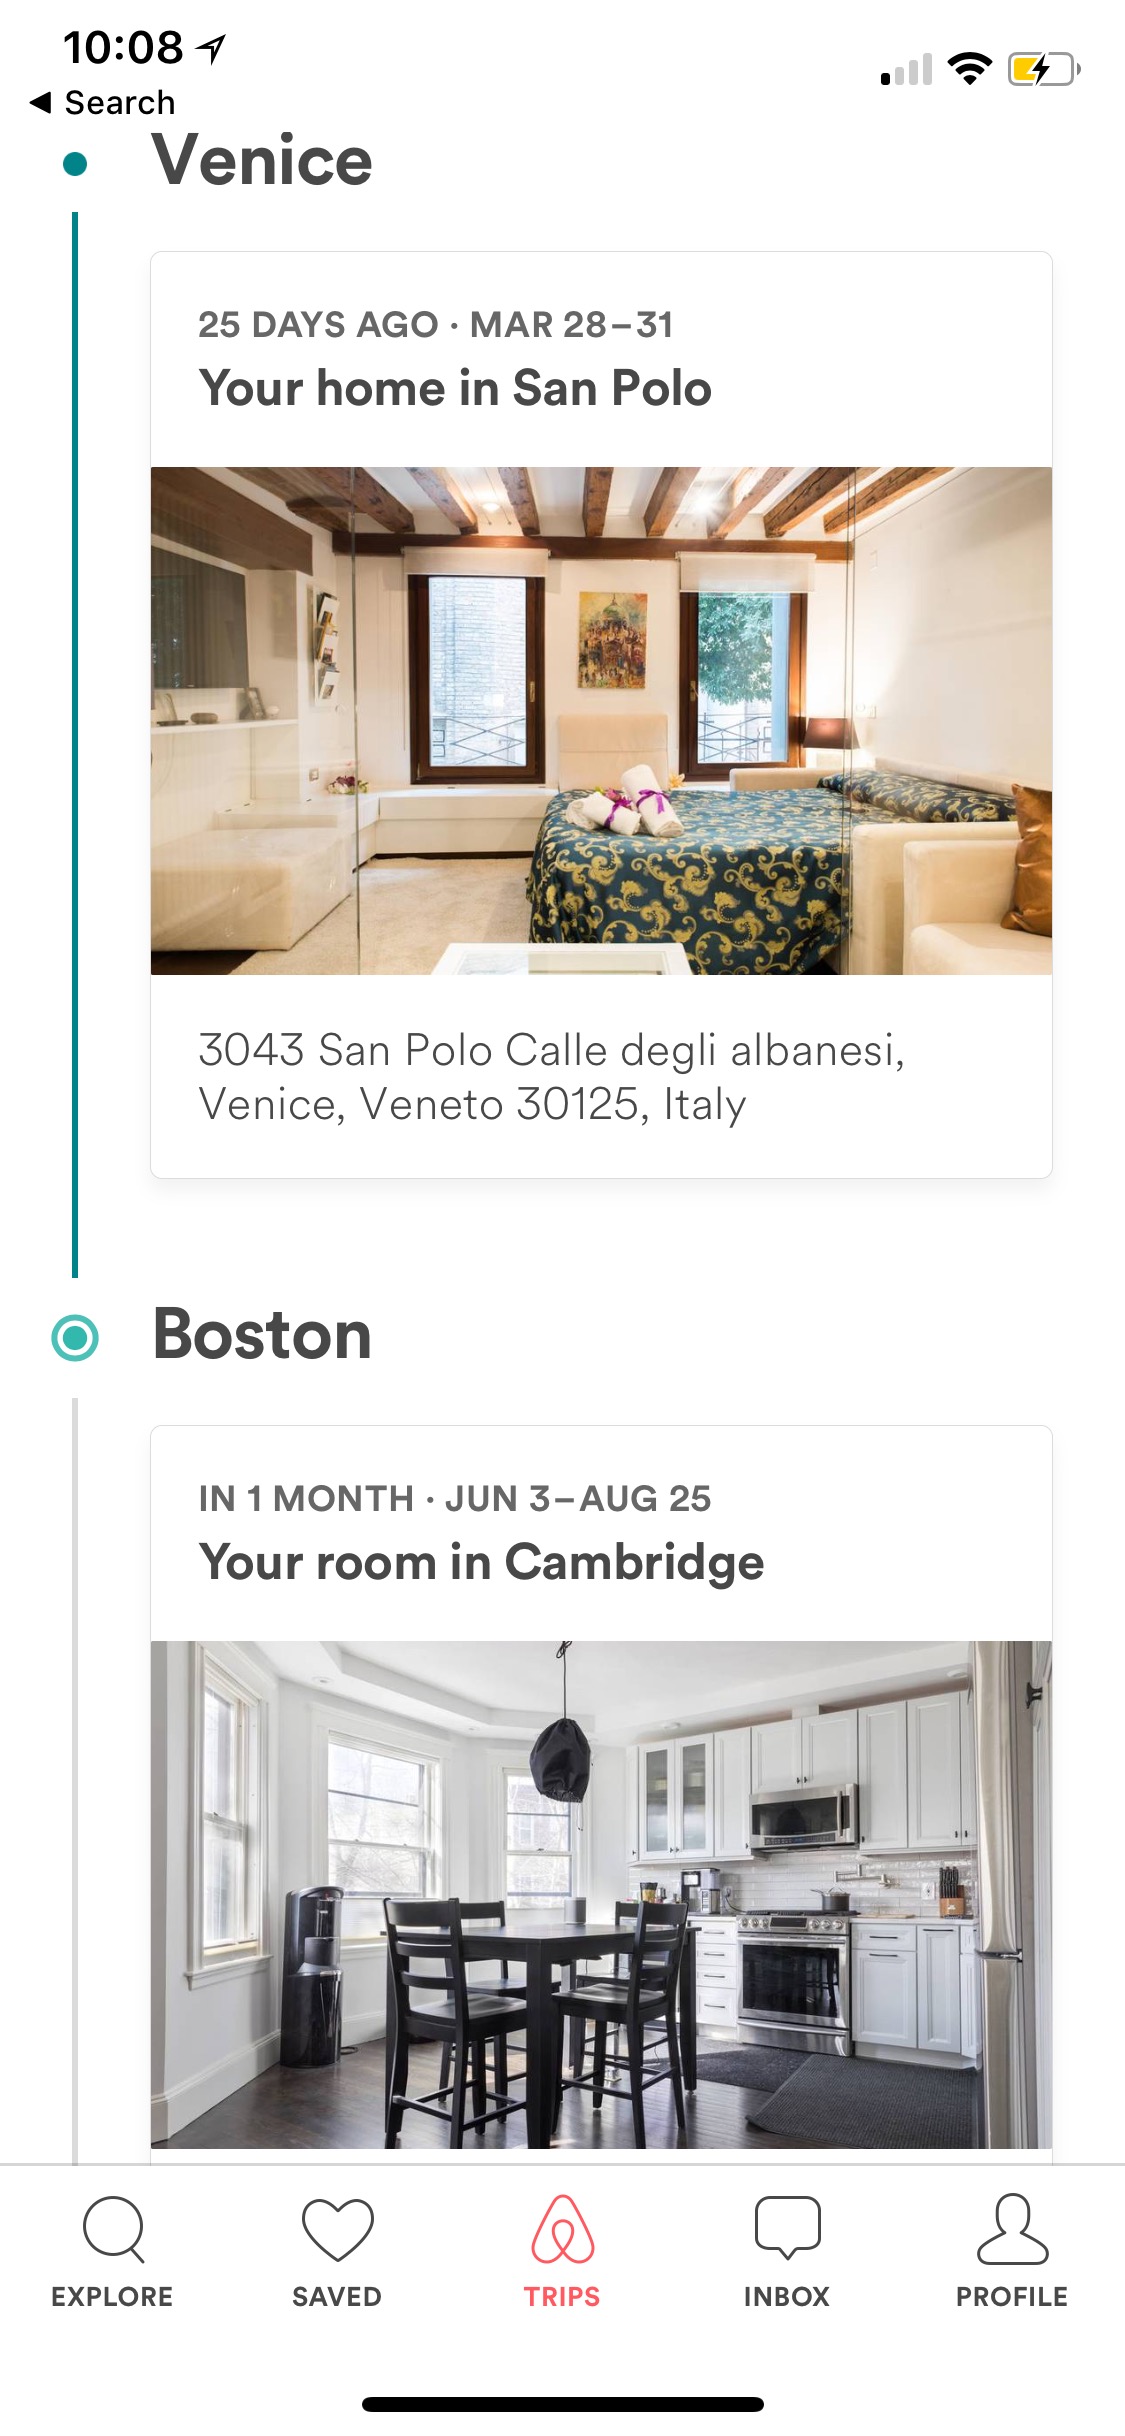 10:08
◀ Search
Venice
25 DAYS AGO · MAR 28–31
Your home in San Polo
3043 San Polo Calle degli albanesi,
Venice, Veneto 30125, Italy
Boston
IN 1 MONTH · JUN 3–AUG 25
Your room in Cambridge
EXPLORE
SAVED
TRIPS
INBOX
PROFILE